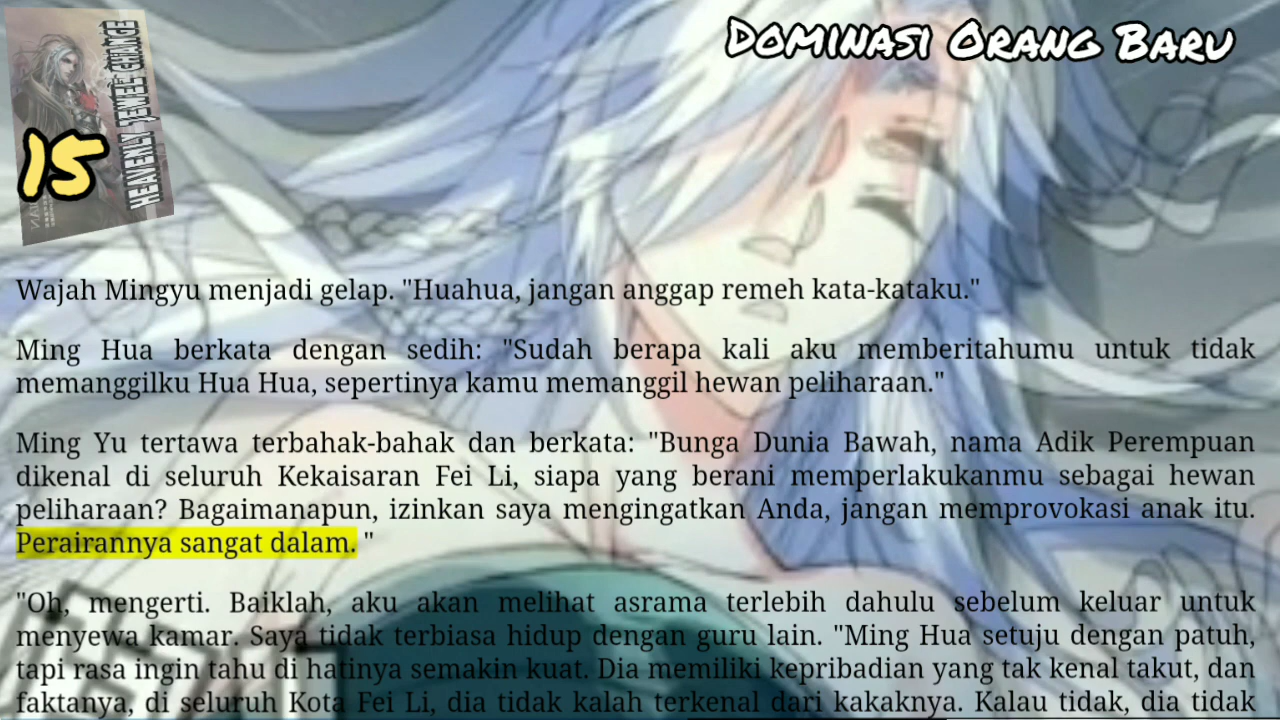 Dominasi Orang Baru
HEAVENLY JEWEL CHANGE
15
Wajah Mingyu menjadi gelap. "Huahua, jangan anggap remeh kata-kataku."
Ming Hua berkata dengan sedih: "Sudah berapa kali aku memberitahumu untuk tidak
memanggilku Hua Hua, sepertinya kamu memanggil hewan peliharaan."
Ming Yu tertawa terbahak-bahak dan berkata: "Bunga Dunia Bawah, nama Adik Perempuan
dikenal di seluruh Kekaisaran Fei Li, siapa yang berani memperlakukanmu sebagai hewan
peliharaan? Bagaimanapun, izinkan saya mengingatkan Anda, jangan memprovokasi anak itu.
Perairannya sangat dalam. "
"Oh, mengerti. Baiklah, aku akan melihat asrama terlebih dahulu sebelum keluar untuk
menyewa kamar. Saya tidak terbiasa hidup dengan guru lain. "Ming Hua setuju dengan patuh,
tapi rasa ingin tahu di hatinya semakin kuat. Dia memiliki kepribadian yang tak kenal takut, dan
faktanya, di seluruh Kota Fei Li, dia tidak kalah terkenal dari kakaknya. Kalau tidak, dia tidak